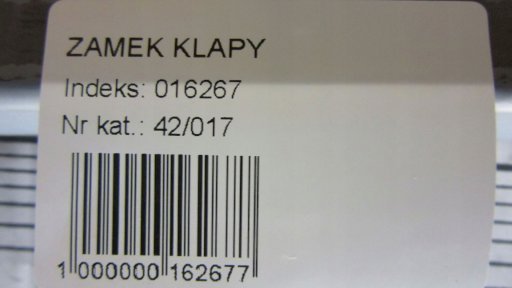 ZAMEK KLAPY
Indeks: 016267
Nr kat.: 42/017
1 000000 162677